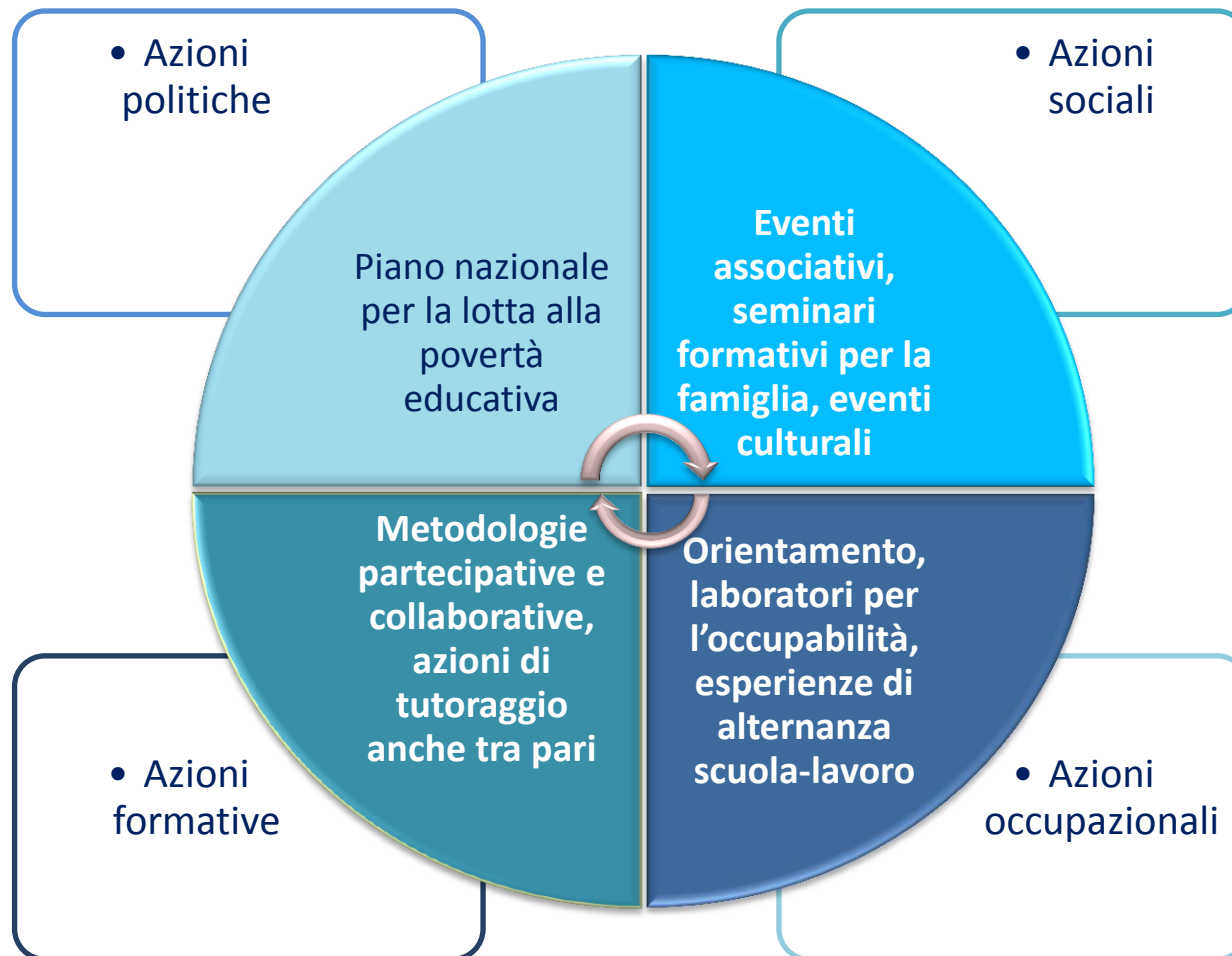 • Azioni
politiche
• Azioni
sociali
Piano nazionale
per la lotta alla
povertà
educativa
Eventi
associativi,
seminari
formativi per la
famiglia, eventi
culturali
Metodologie
partecipative e
collaborative,
azioni di
tutoraggio
anche tra pari
Orientamento,
laboratori per
l’occupabilità,
esperienze di
alternanza
scuola-lavoro
• Azioni
formative
• Azioni
occupazionali